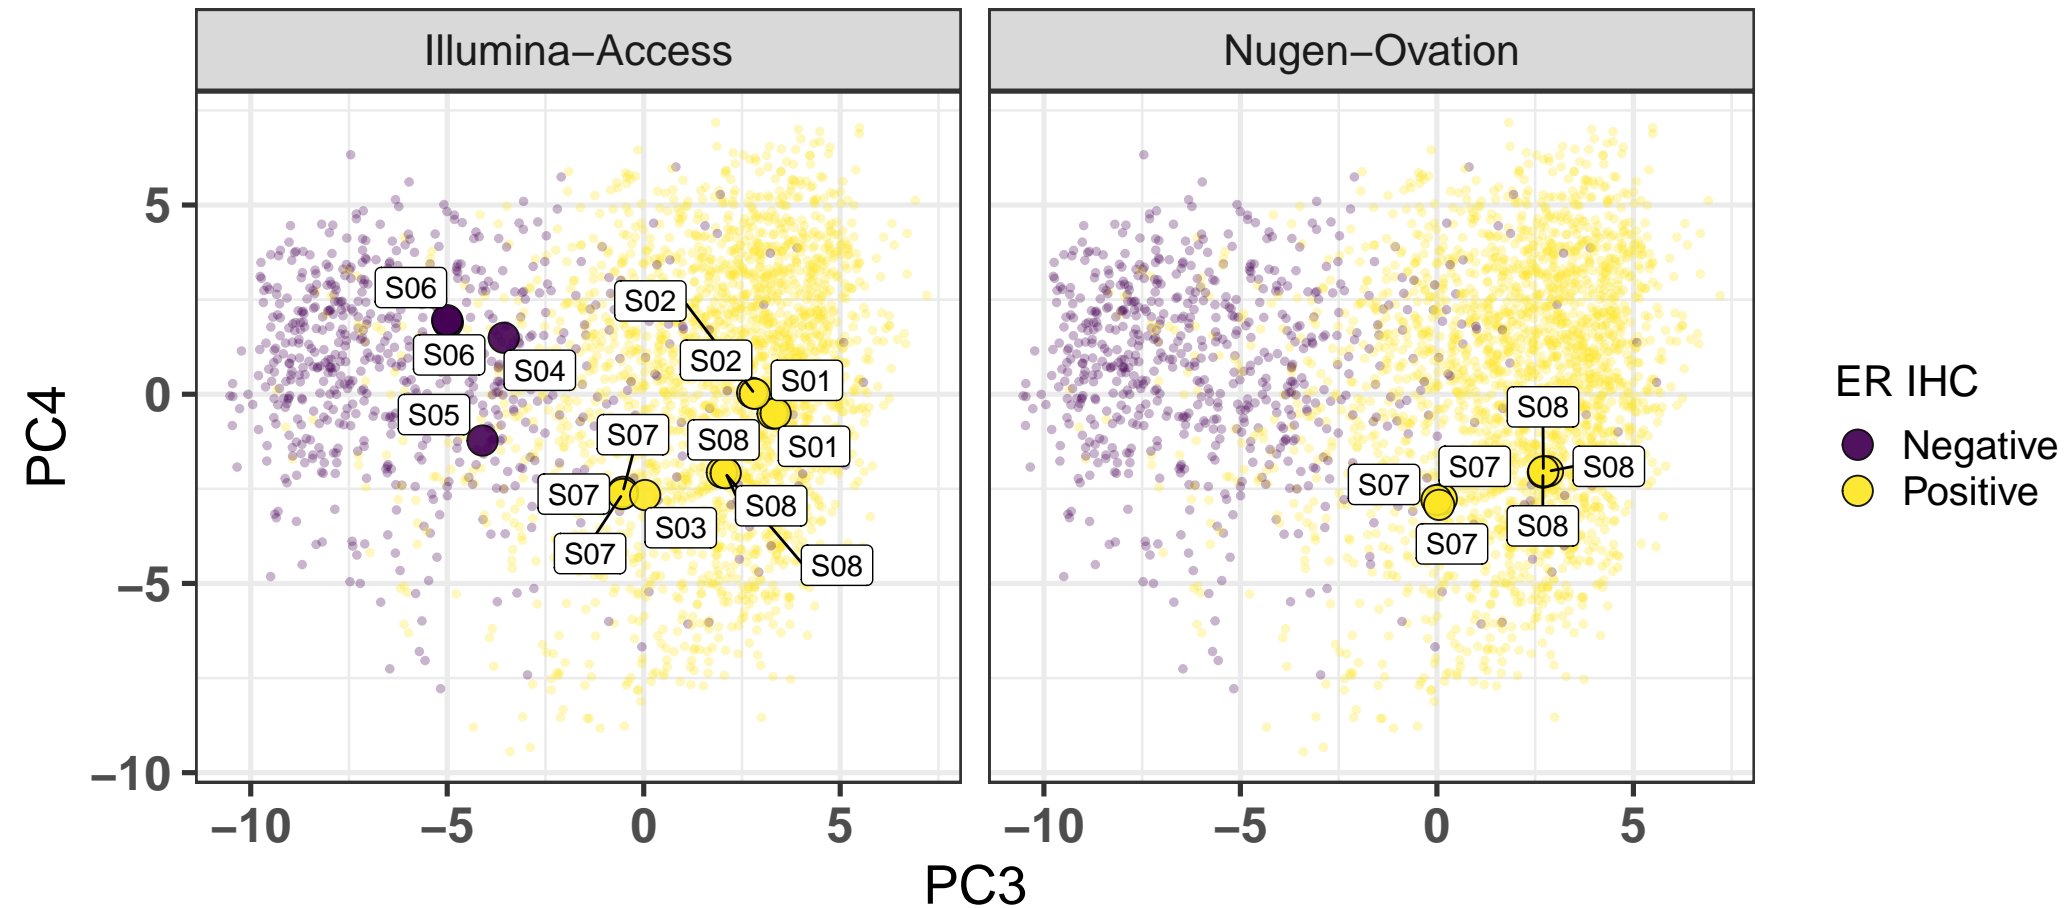 Illumina−Access
Nugen−Ovation
PC4
5
0
−5
−10
S06
S06
S04
S05
S02
S02
S01
S01
S07
S07
S07
S03
S08
S08
S08
S08
S08
S08
S07
S07
S07
−10
−5
0
5
−10
−5
0
5
PC3
ER IHC
Negative
Positive